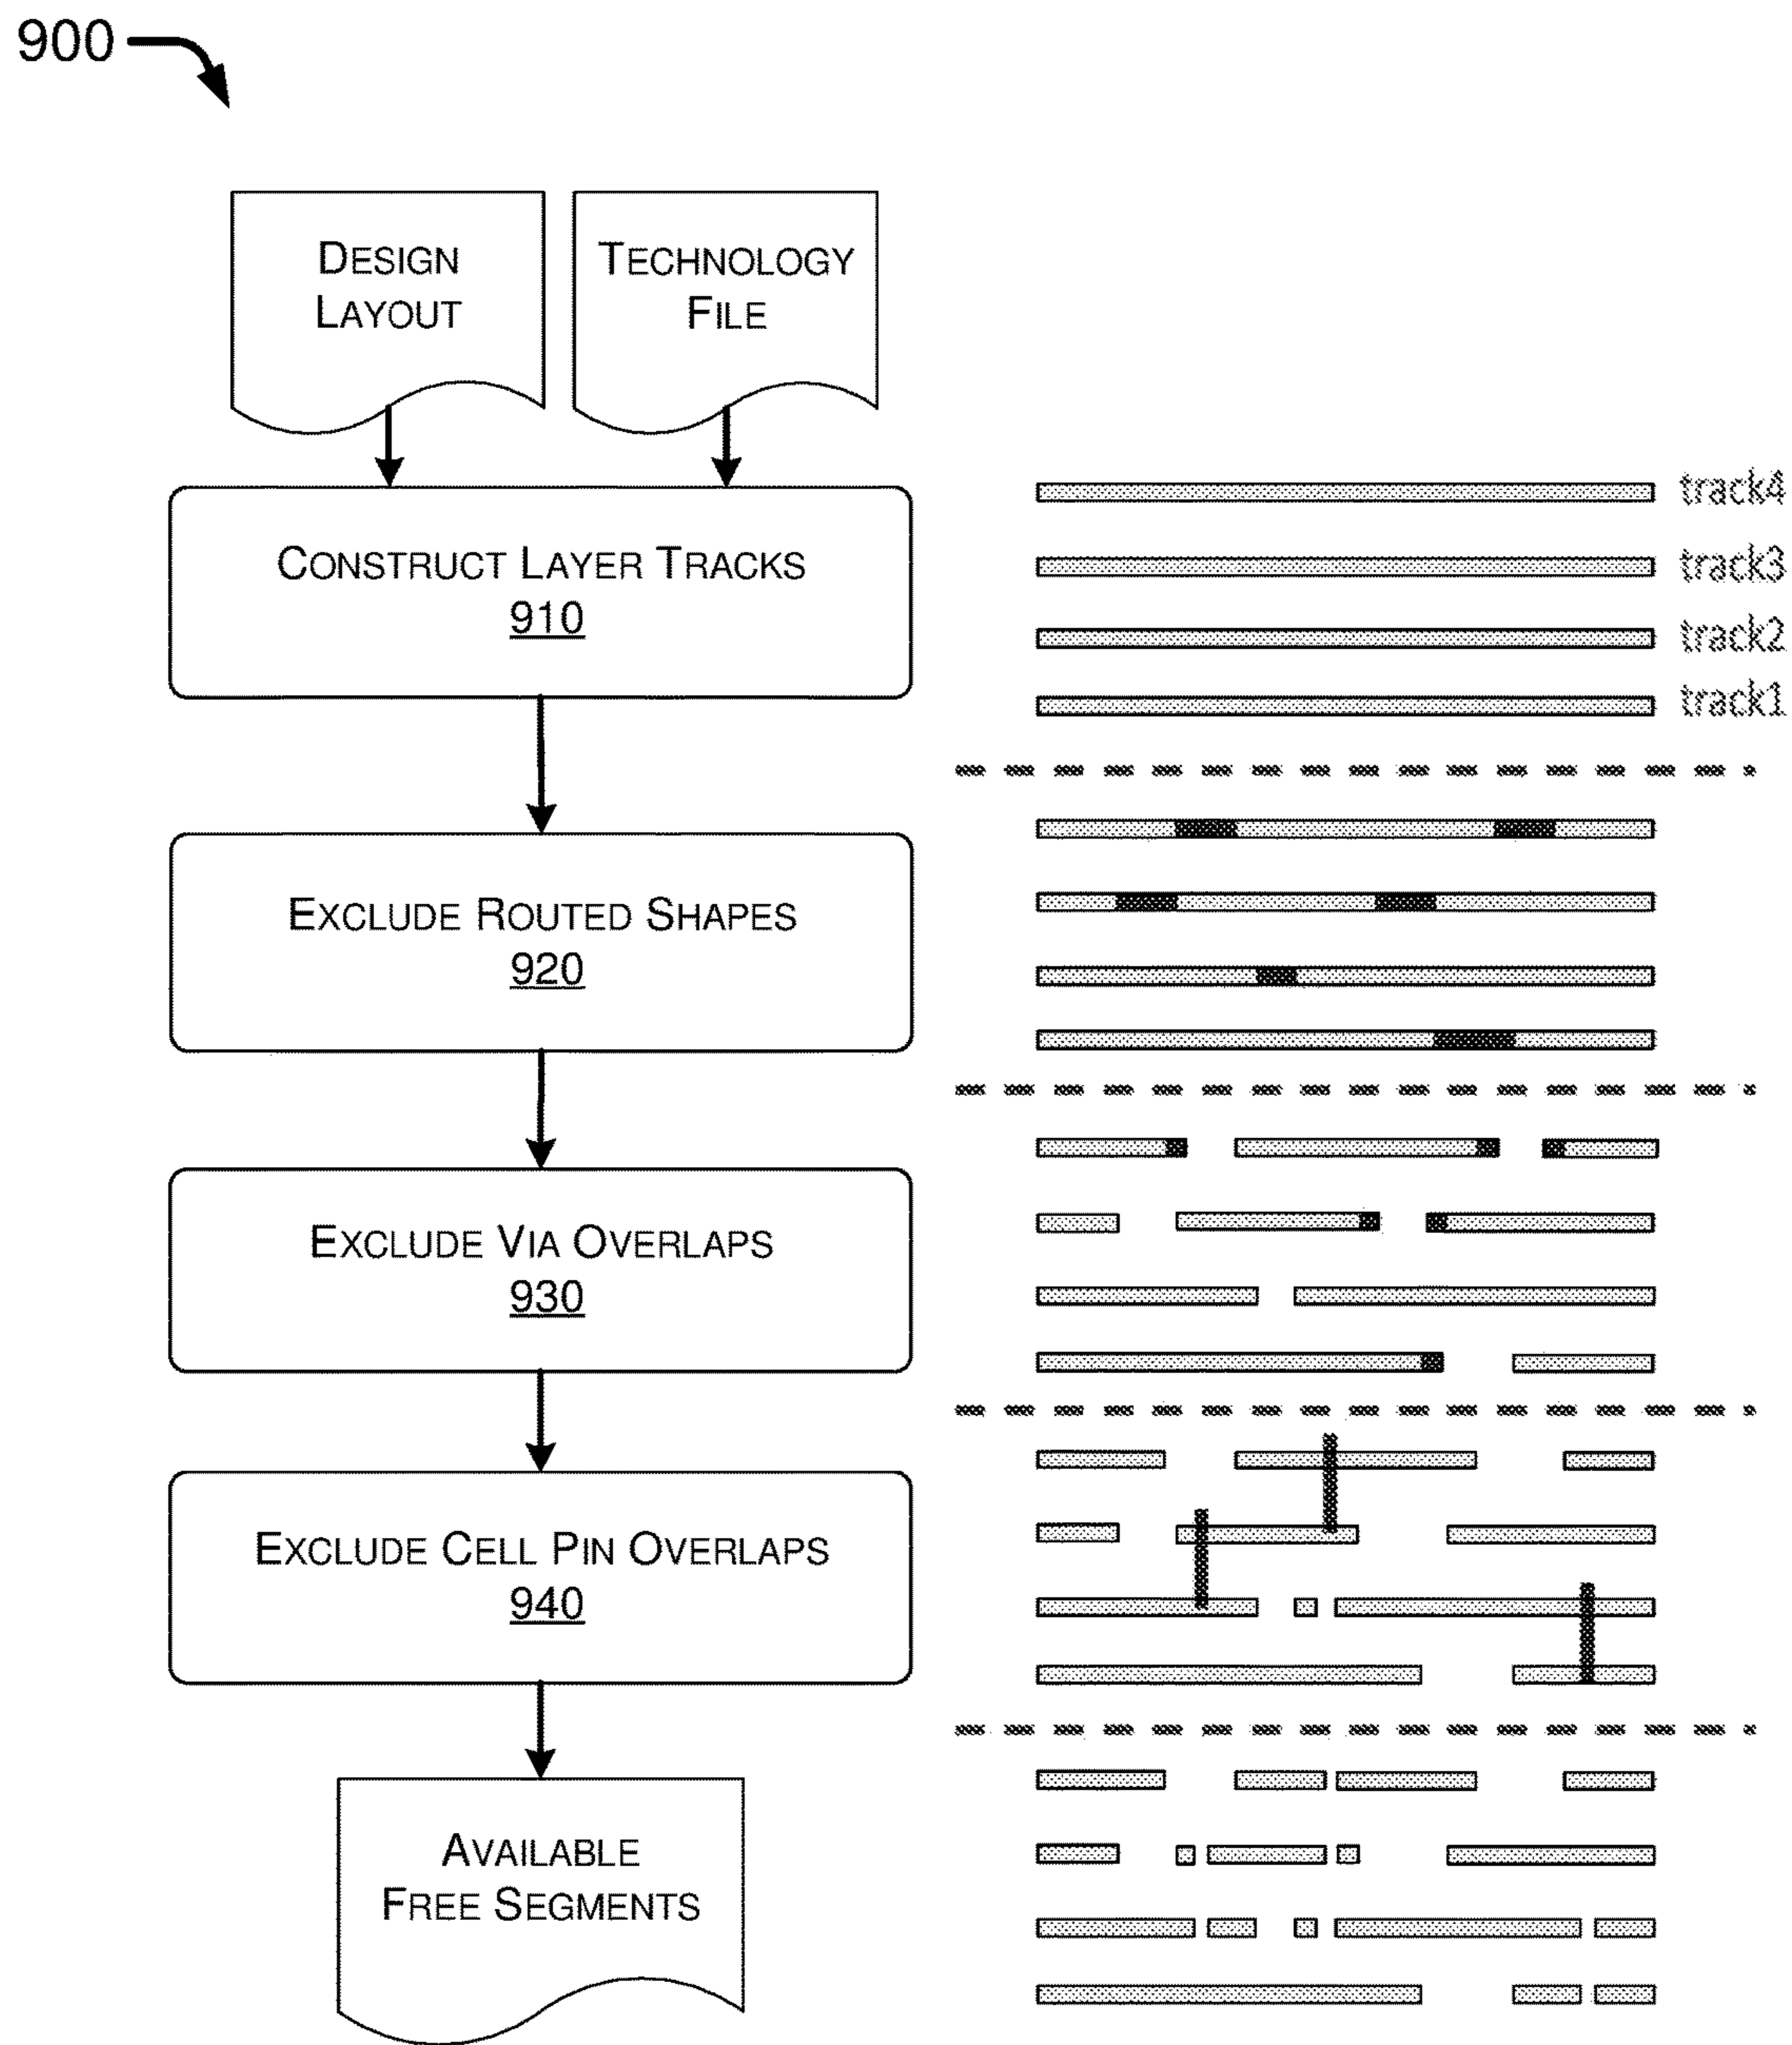 900
DESIGN
LAYOUT
TECHNOLOGY
FILE
CONSTRUCT LAYER TRACKS
910
track4
track3
track2
track1
EXCLUDE ROUTED SHAPES
920
EXCLUDE VIA OVERLAPS
930
EXCLUDE CELL PIN OVERLAPS
940
AVAILABLE
FREE SEGMENTS